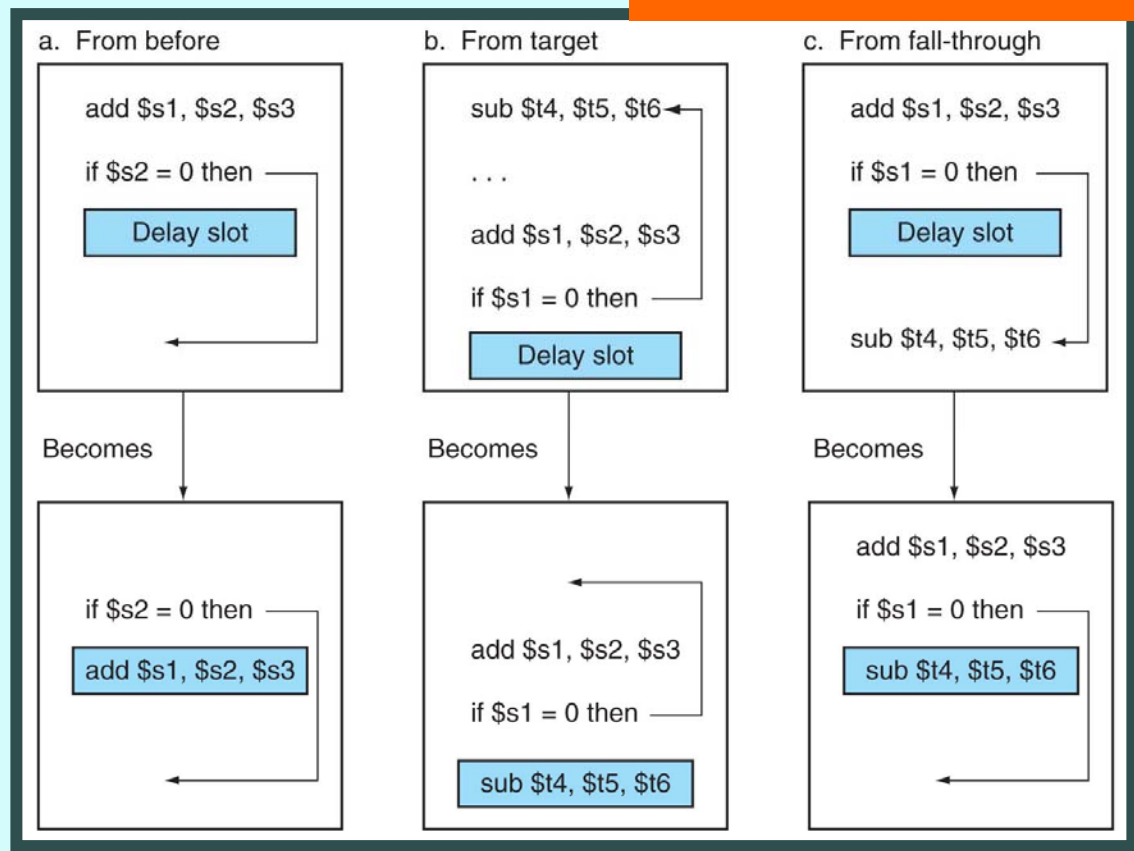 a. From before
add $s1, $s2, $s3
if $s2 = 0 then
Delay slot
Becomes
if $s2 = 0 then
add $s1, $s2, $s3
b. From target
sub $t4, $t5, $t6
. . .
add $s1, $s2, $s3
if $s1 = 0 then
Delay slot
Becomes
add $s1, $s2, $s3
if $s1 = 0 then
sub $t4, $t5, $t6
c. From fall-through
add $s1, $s2, $s3
if $s1 = 0 then
Delay slot
sub $t4, $t5, $t6
Becomes
add $s1, $s2, $s3
if $s1 = 0 then
sub $t4, $t5, $t6